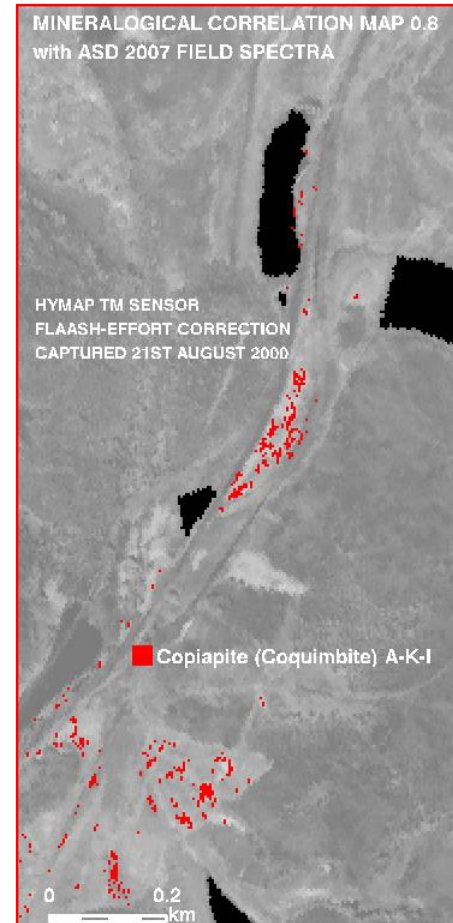 MINERALOGICAL CORRELATION MAP 0.8
with ASD 2007 FIELD SPECTRA
HYMAP TM SENSOR
FLAASH-EFFORT CORRECTION
CAPTURED 21ST AUGUST 2000
Copiapite (Coquimbite) A-K-I
0 0.2
km